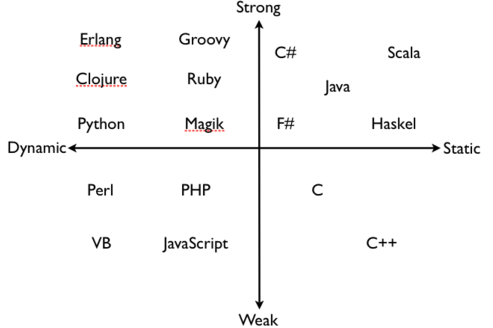 Strong
Erlang Groovy C# Scala
Clojure Ruby Java
Python Magik F# Haskel
Dynamic Static
Perl PHP C
VB JavaScript C++
Weak